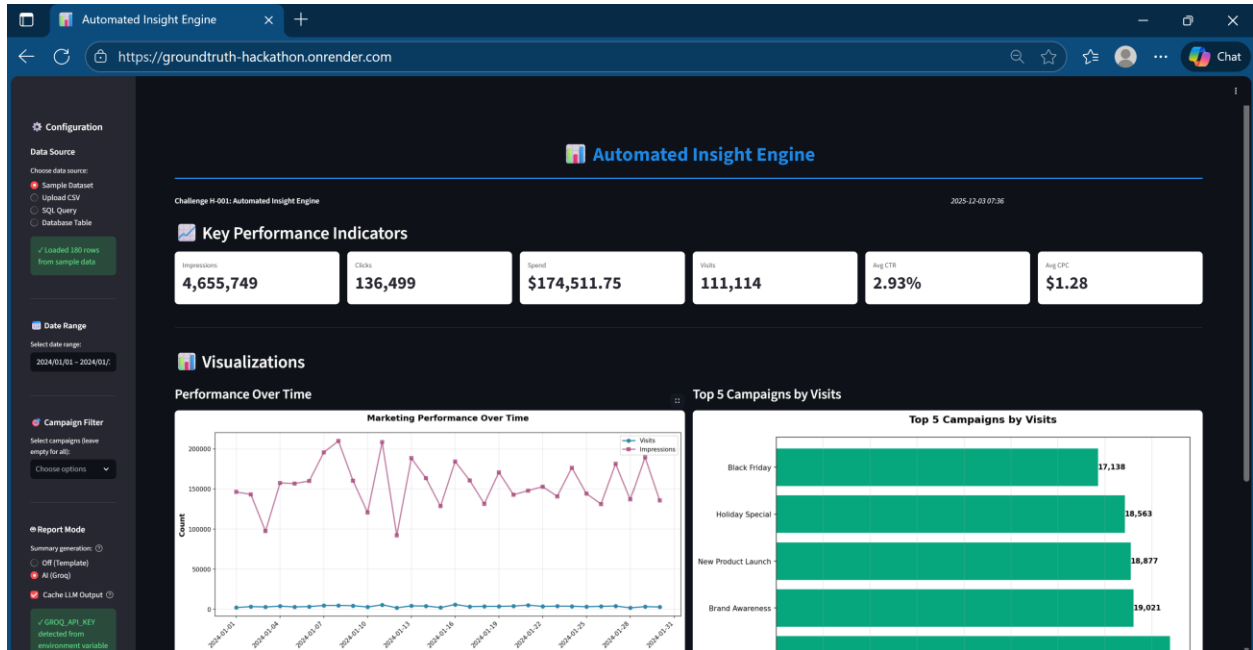 Automated Insight Engine
https://groundtruth-hackathon.onrender.com
Chat
Configuration
Data Source
Choose data source:
Sample Dataset
Upload CSV
SQL Query
Database Table
✓ Loaded 180 rows
from sample data
Date Range
Select date range:
2024/01/01 – 2024/01/
Campaign Filter
Select campaigns (leave
empty for all):
Choose options
Report Mode
Summary generation:
Off (Template)
AI (Groq)
Cache LLM Output
✓ GROQ_API_KEY
detected from
environment variable
Automated Insight Engine
Challenge H-001: Automated Insight Engine
2025-12-03 07:36
Key Performance Indicators
Impressions
4,655,749
Clicks
136,499
Spend
$174,511.75
Visits
111,114
Avg CTR
2.93%
Avg CPC
$1.28
Visualizations
Performance Over Time
Marketing Performance Over Time
Visits
Impressions
Count
200000
150000
100000
50000
0
2024-01-01
2024-01-04
2024-01-07
2024-01-10
2024-01-13
2024-01-16
2024-01-19
2024-01-22
2024-01-25
2024-01-28
2024-01-31
Top 5 Campaigns by Visits
Top 5 Campaigns by Visits
Black Friday
17,138
Holiday Special
18,563
New Product Launch
18,877
Brand Awareness
19,021